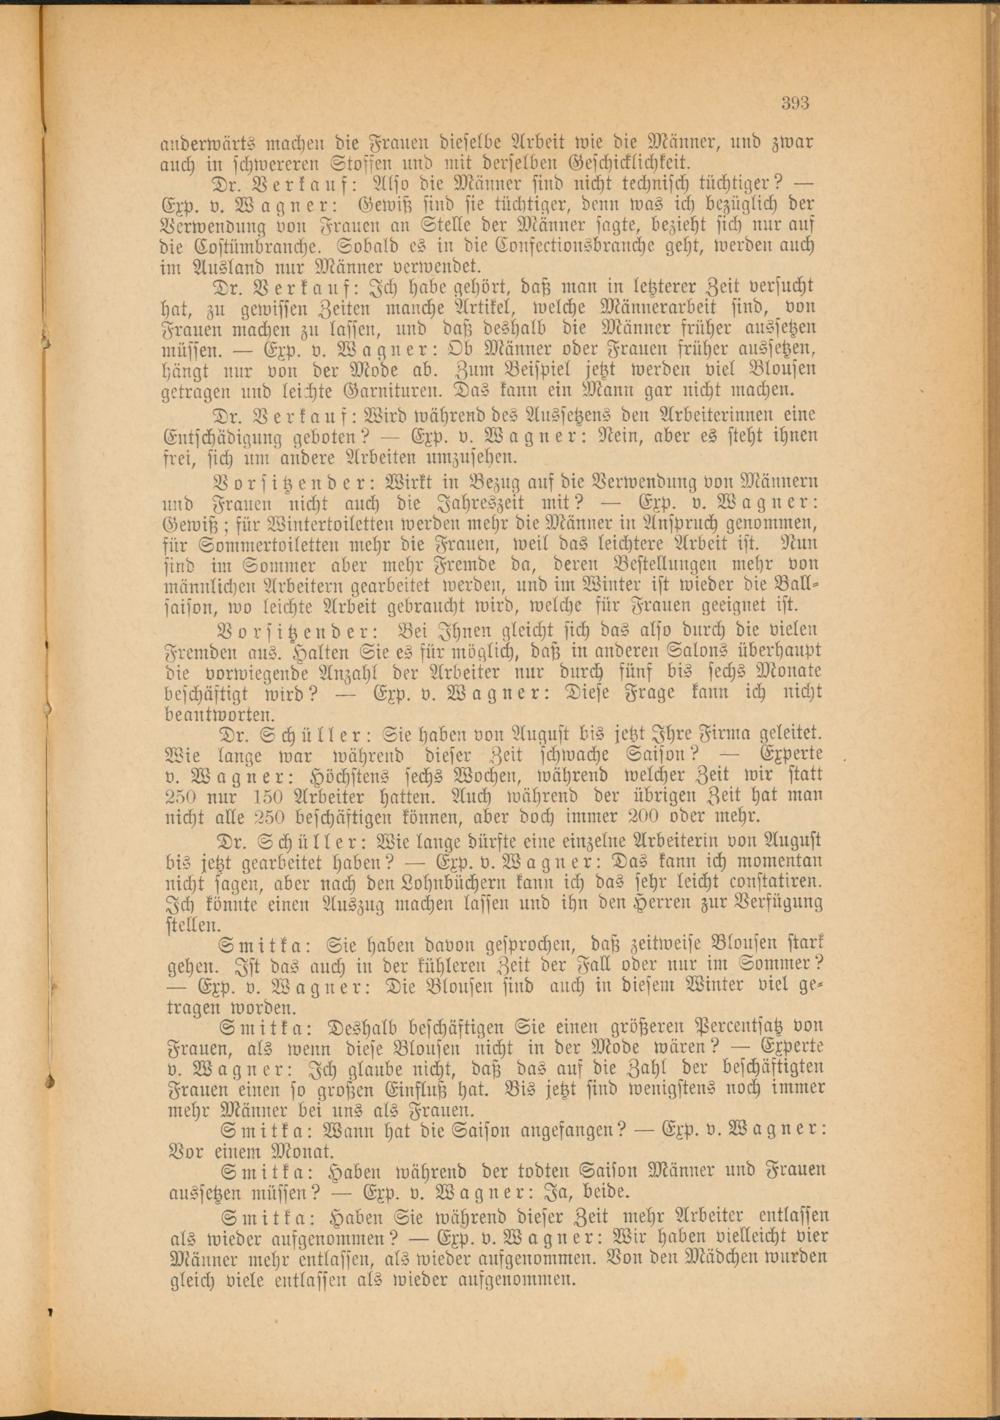 393
anderwärts machen die Frauen dieselbe Arbeit wie die Männer, und zwar
auch in schwereren Stoffen und mit derselben Geschicklichkeit.
Dr. Verkauf: Also die Männer sind nicht technisch tüchtiger? —
Exp. v. Wagner: Gewiß sind sie tüchtiger, denn was ich bezüglich der
Verwendung von Frauen an Stelle der Männer sagte, bezieht sich nur auf
die Costümbranche. Sobald es in die Confectionsbranche geht, werden auch
im Ausland nur Männer verwendet.
Dr. Verkauf: Ich habe gehört, daß man in letzterer Zeit versucht
hat, zu gewissen Zeiten manche Artikel, welche Männerarbeit sind, von
Frauen machen zu lassen, und daß deshalb die Männer früher aussetzen
müssen. — Exp. v. Wagner: Ob Männer oder Frauen früher aussetzen,
hängt nur von der Mode ab. Zum Beispiel jetzt werden viel Blousen
getragen und leichte Garnituren. Das kann ein Mann gar nicht machen.
Dr. Verkauf: Wird während des Aussetzens den Arbeiterinnen eine
Entschädigung geboten? — Exp. v. Wagner: Nein, aber es steht ihnen
frei, sich um andere Arbeiten umzusehen.
Vorsitzender: Wirkt in Bezug auf die Verwendung von Männern
und Frauen nicht auch die Jahreszeit mit? — Exp. v. Wagner:
Gewiß; für Wintertoiletten werden mehr die Männer in Anspruch genommen,
für Sommertoiletten mehr die Frauen, weil das leichtere Arbeit ist. Nun
sind im Sommer aber mehr Fremde da, deren Bestellungen mehr von
männlichen Arbeitern gearbeitet werden, und im Winter ist wieder die Ball-
saison, wo leichte Arbeit gebraucht wird, welche für Frauen geeignet ist.
Vorsitzender: Bei Ihnen gleicht sich das also durch die vielen
Fremden aus. Halten Sie es für möglich, daß in anderen Salons überhaupt
die vorwiegende Anzahl der Arbeiter nur durch fünf bis sechs Monate
beschäftigt wird? — Exp. v. Wagner: Diese Frage kann ich nicht
beantworten.
Dr. Schüller: Sie haben von August bis jetzt Ihre Firma geleitet.
Wie lange war während dieser Zeit schwache Saison? — Experte
v. Wagner: Höchstens sechs Wochen, während welcher Zeit wir statt
250 nur 150 Arbeiter hatten. Auch während der übrigen Zeit hat man
nicht alle 250 beschäftigen können, aber doch immer 200 oder mehr.
Dr. Schüller: Wie lange dürfte eine einzelne Arbeiterin von August
bis jetzt gearbeitet haben? — Exp. v. Wagner: Das kann ich momentan
nicht sagen, aber nach den Lohnbüchern kann ich das sehr leicht constatiren.
Ich könnte einen Auszug machen lassen und ihn den Herren zur Verfügung
stellen.
Smitka: Sie haben davon gesprochen, daß zeitweise Blousen stark
gehen. Ist das auch in der kühleren Zeit der Fall oder nur im Sommer?
— Exp. v. Wagner: Die Blousen sind auch in diesem Winter viel ge-
tragen worden.
Smitka: Deshalb beschäftigen Sie einen größeren Percentsatz von
Frauen, als wenn diese Blousen nicht in der Mode wären? — Experte
v. Wagner: Ich glaube nicht, daß das auf die Zahl der beschäftigten
Frauen einen so großen Einfluß hat. Bis jetzt sind wenigstens noch immer
mehr Männer bei uns als Frauen.
Smitka: Wann hat die Saison angefangen? — Exp. v. Wagner:
Vor einem Monat.
Smitka: Haben während der todten Saison Männer und Frauen
aussetzen müssen? — Exp. v. Wagner: Ja, beide.
Smitka: Haben Sie während dieser Zeit mehr Arbeiter entlassen
als wieder aufgenommen? — Exp. v. Wagner: Wir haben vielleicht vier
Männer mehr entlassen, als wieder aufgenommen. Von den Mädchen wurden
gleich viele entlassen als wieder aufgenommen.